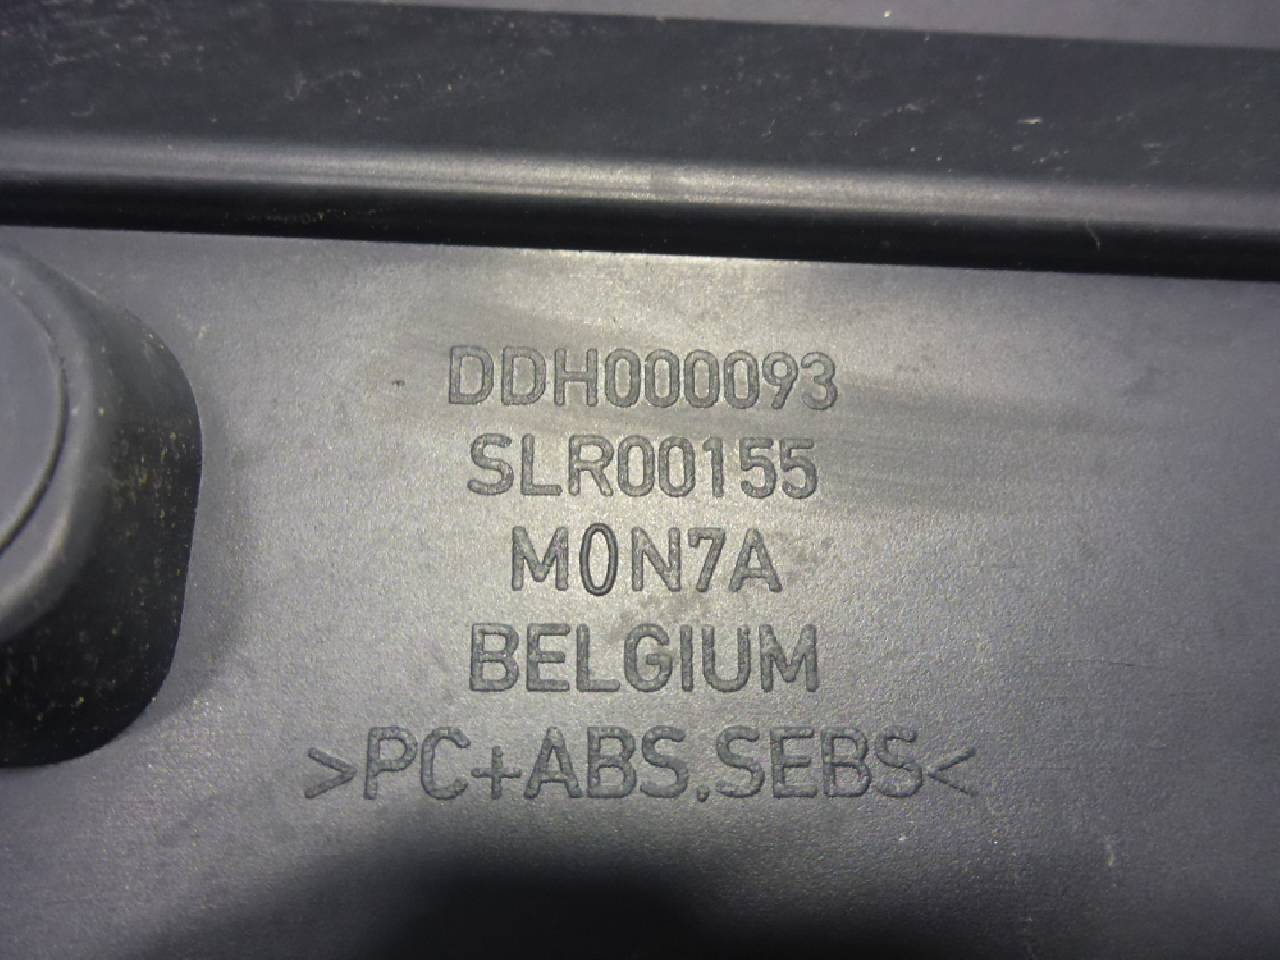 DDH000093
SLR00155
M0N7A
BELGIUM
>PC+ABS.SEBS<